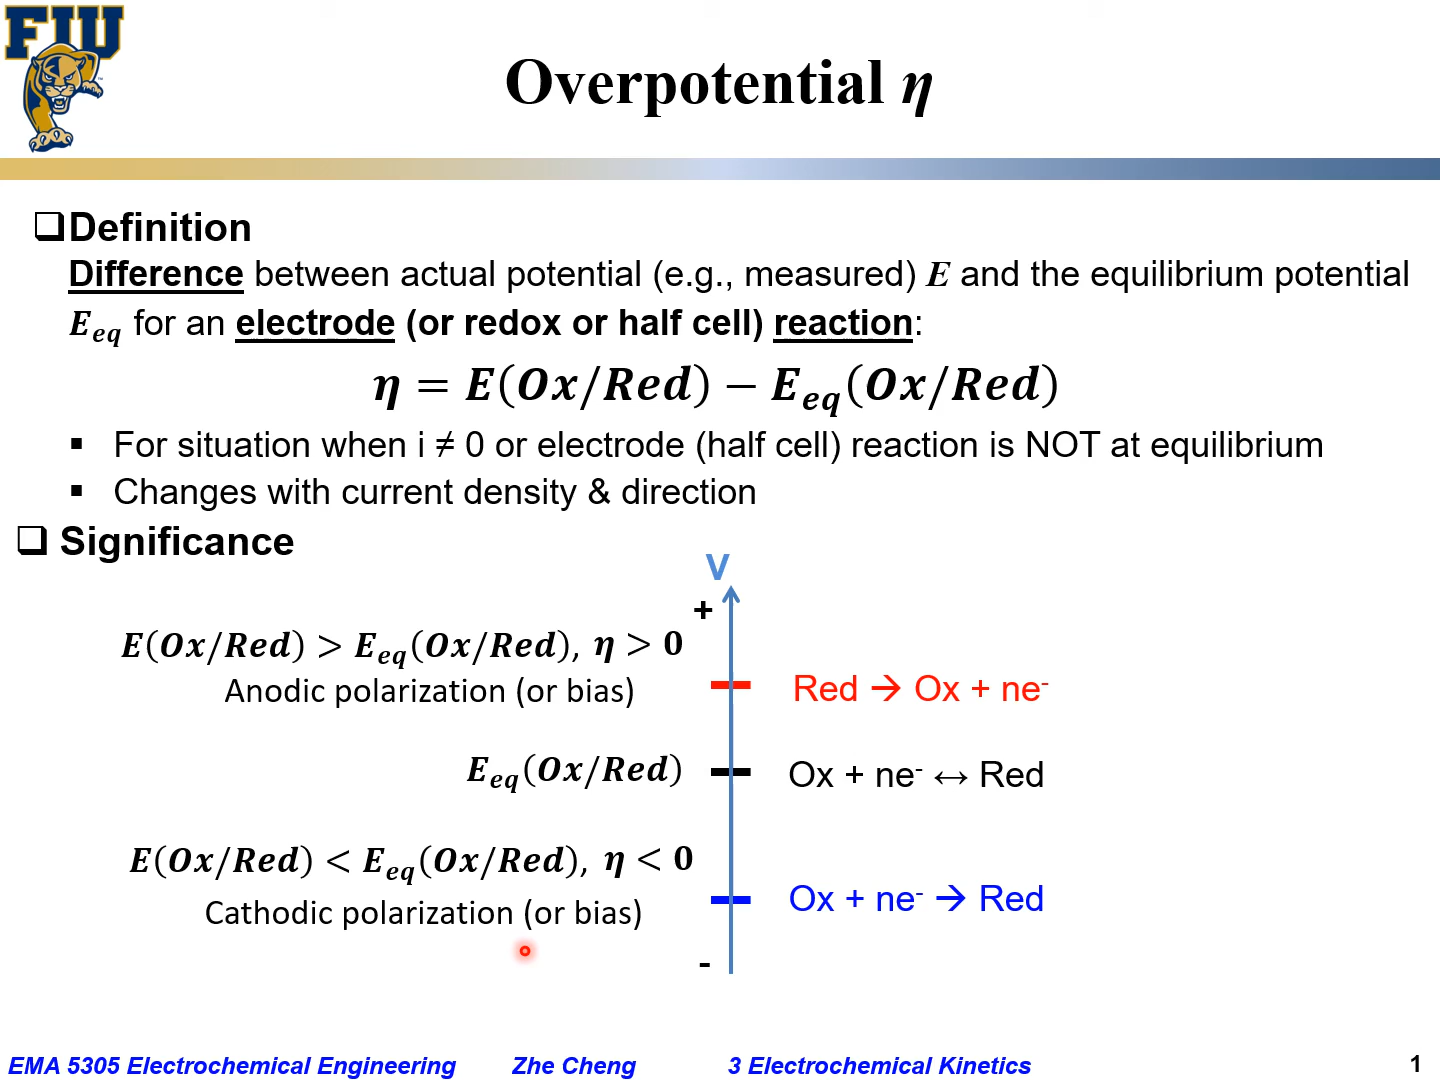 FIU
Overpotential η
❑Definition
Difference between actual potential (e.g., measured) E and the equilibrium potential
E_eq for an electrode (or redox or half cell) reaction:
η = E(Ox/Red) − E_eq(Ox/Red)
▪ For situation when i ≠ 0 or electrode (half cell) reaction is NOT at equilibrium
▪ Changes with current density & direction
❑ Significance
V
+
E(Ox/Red) > E_eq(Ox/Red), η > 0
Anodic polarization (or bias)
Red → Ox + ne⁻
E_eq(Ox/Red)
Ox + ne⁻ ↔ Red
E(Ox/Red) < E_eq(Ox/Red), η < 0
Cathodic polarization (or bias)
Ox + ne⁻ → Red
-
EMA 5305 Electrochemical Engineering Zhe Cheng 3 Electrochemical Kinetics 1